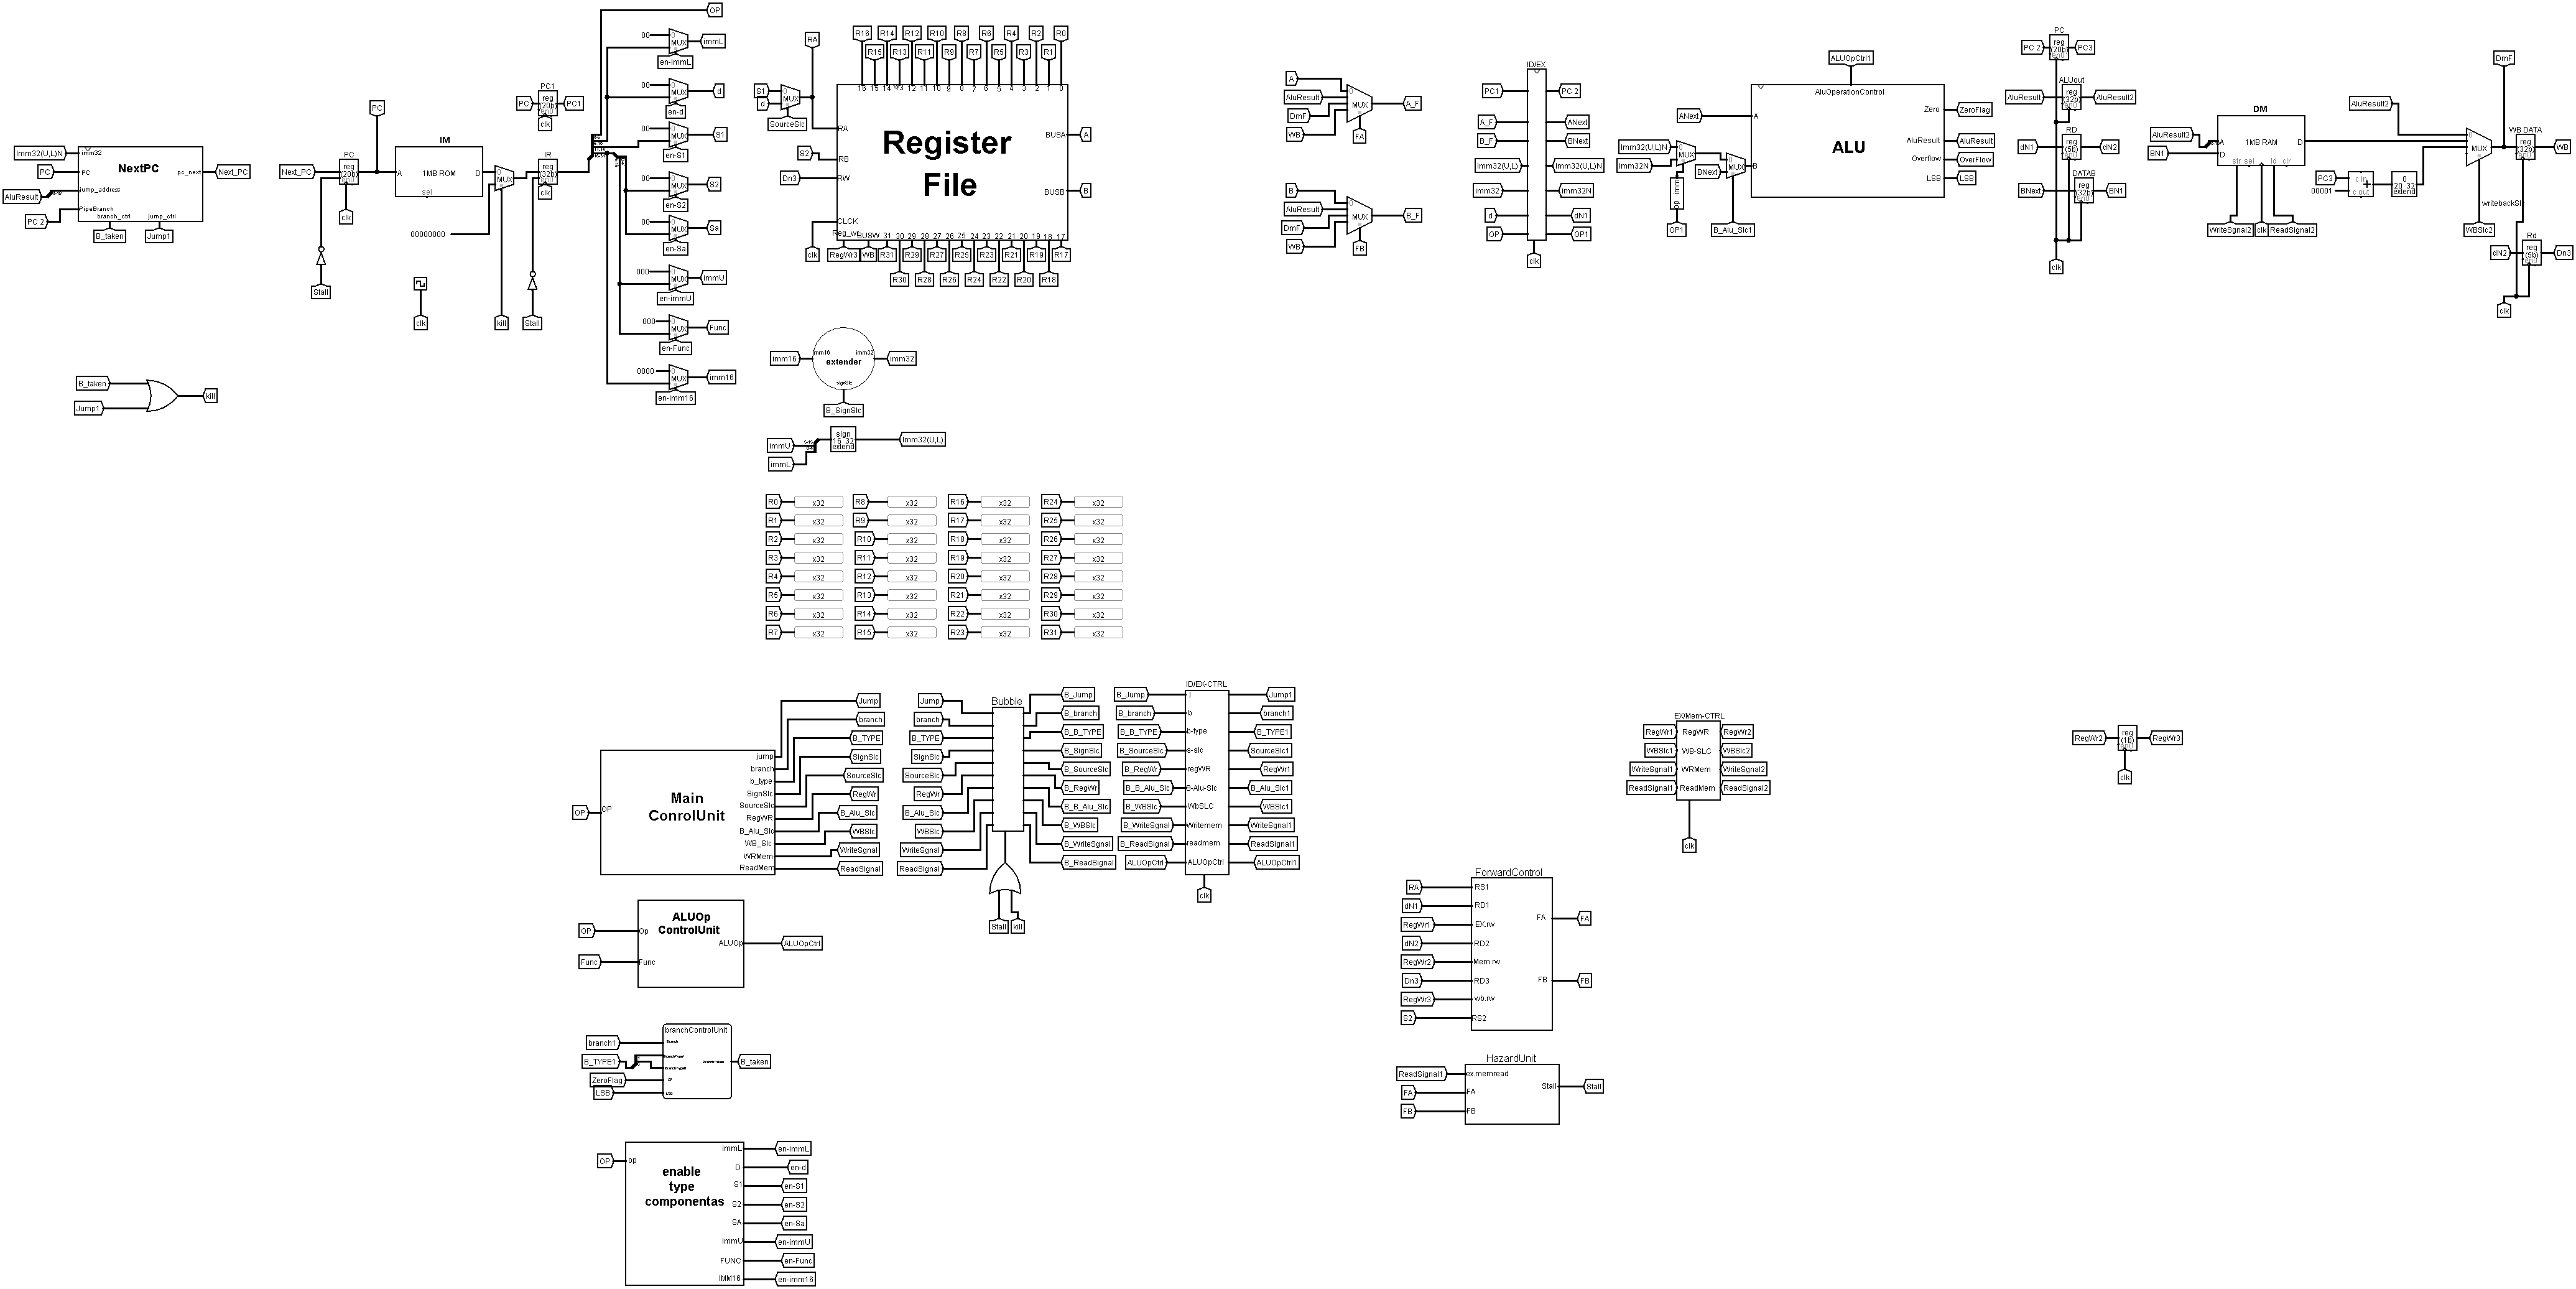 Imm32(U,L)N
PC
AluResult
PC 2
imm32
PC
jump_address
PipeBranch
NextPC
pc_next
branch_ctrl
jump_ctrl
Next_PC
B_taken
Jump1
Next_PC
PC
reg
(20b)
clk
Stall
PC
IM
A
1MB ROM
D
sel
00000000
MUX
clk
kill
PC
PC1
reg
(20b)
PC1
clk
IR
reg
(32b)
clk
Stall
OP
00
MUX
immL
en-immL
00
MUX
d
en-d
00
MUX
S1
en-S1
00
MUX
S2
en-S2
00
MUX
Sa
en-Sa
000
MUX
immU
en-immU
000
MUX
Func
en-Func
0000
MUX
imm16
en-imm16
B_taken
Jump1
kill
RA
S1
d
MUX
SourceSlc
S2
Dn3
clk
R16 R14 R12 R10 R8 R6 R4 R2 R0
R15 R13 R11 R9 R7 R5 R3 R1
16 15 14 13 12 11 10 9 8 7 6 5 4 3 2 1 0
RA
RB
RW
CLCK
Register
File
BUSA
BUSB
A
B
Reg_wr
BUSW
31 30 29 28 27 26 25 24 23 22 21 20 19 18 17
RegWr3 WB R31 R29 R27 R25 R23 R21 R19 R17
R30 R28 R26 R24 R22 R20 R18
imm16
imm16
imm32
extender
signSlc
imm32
B_SignSlc
immU
immL
sign
16 32
extend
Imm32(U,L)
R0 x32 R8 x32 R16 x32 R24 x32
R1 x32 R9 x32 R17 x32 R25 x32
R2 x32 R10 x32 R18 x32 R26 x32
R3 x32 R11 x32 R19 x32 R27 x32
R4 x32 R12 x32 R20 x32 R28 x32
R5 x32 R13 x32 R21 x32 R29 x32
R6 x32 R14 x32 R22 x32 R30 x32
R7 x32 R15 x32 R23 x32 R31 x32
A
AluResult
DmF
WB
MUX
A_F
FA
B
AluResult
DmF
WB
MUX
B_F
FB
ID/EX
PC1 PC 2
A_F ANext
B_F BNext
Imm32(U,L) Imm32(U,L)N
imm32 imm32N
d dN1
OP OP1
clk
ANext
Imm32(U,L)N
imm32N
MUX
BNext
MUX
OP imm
OP1
B_Alu_Slc1
ALUOpCtrl1
AluOperationControl
A
B
ALU
Zero ZeroFlag
AluResult AluResult
Overflow OverFlow
LSB LSB
PC
PC 2
reg
(20b)
PC3
ALUout
AluResult
reg
(32b)
AluResult2
RD
dN1
reg
(5b)
dN2
DATAB
BNext
reg
(32b)
BN1
clk
DM
AluResult2
BN1
A
D
1MB RAM
D
str sel ld clr
WriteSgnal2
clk
ReadSignal2
AluResult2
PC3
00001
c in
+
c out
0
20 32
extend
MUX
WBSlc2
DmF
WB DATA
reg
(32b)
WB
Rd
dN2
reg
(5b)
Dn3
clk
OP
OP
Main
ConrolUnit
jump Jump
branch branch
b_type B_TYPE
SignSlc SignSlc
SourceSlc SourceSlc
RegWR RegWr
B_Alu_Slc B_Alu_Slc
WB_Slc WBSlc
WRMem WriteSgnal
ReadMem ReadSignal
Bubble
Jump B_Jump
branch B_branch
B_TYPE B_B_TYPE
SignSlc B_SignSlc
SourceSlc B_SourceSlc
RegWr B_RegWr
B_Alu_Slc B_B_Alu_Slc
WBSlc B_WBSlc
WriteSgnal B_WriteSgnal
ReadSignal B_ReadSignal
Stall kill
ID/EX-CTRL
B_Jump j Jump1
B_branch b branch1
B_B_TYPE b-type B_TYPE1
B_SourceSlc s-slc SourceSlc1
B_RegWr regWR RegWr1
B_B_Alu_Slc B-Alu-Slc B_Alu_Slc1
B_WBSlc WbSLC WBSlc1
B_WriteSgnal Writemem WriteSgnal1
B_ReadSignal readmem ReadSignal1
ALUOpCtrl ALUOpCtrl ALUOpCtrl1
clk
EX/Mem-CTRL
RegWr1 RegWR RegWr2
WBSlc1 WB-SLC WBSlc2
WriteSgnal1 WRMem WriteSgnal2
ReadSignal1 ReadMem ReadSignal2
clk
RegWr2
reg
(1b)
RegWr3
clk
OP
Func
Op
Func
ALUOp
ControlUnit
ALUOp
ALUOpCtrl
branch1
B_TYPE1
ZeroFlag
LSB
branchControlUnit
B_taken
ForwardControl
RA RS1
dN1 RD1
RegWr1 EX.rw
dN2 RD2
RegWr2 Mem.rw
Dn3 RD3
RegWr3 wb.rw
S2 RS2
FA FA
FB FB
HazardUnit
ReadSignal1 ex.memread
FA FA
FB FB
Stall Stall
OP
op
enable
type
componentas
immL en-immL
D en-d
S1 en-S1
S2 en-S2
SA en-Sa
immU en-immU
FUNC en-Func
IMM16 en-imm16